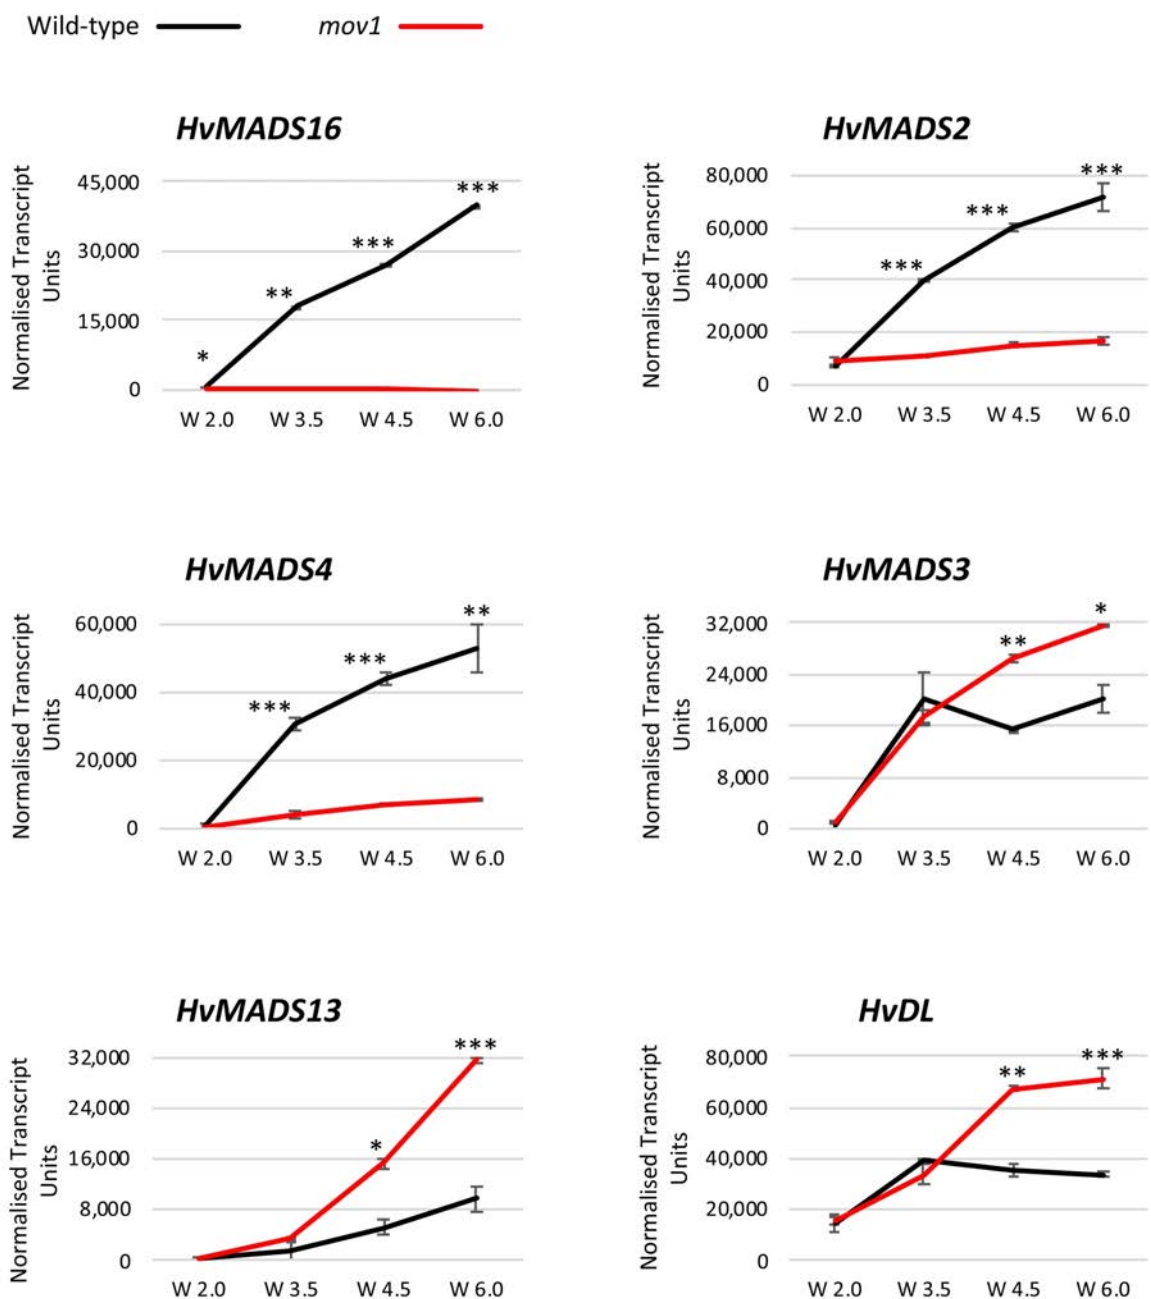 Wild-type mov1
HvMADS16
Normalised Transcript
Units
45,000
30,000
15,000
0
*
**
***
***
W 2.0 W 3.5 W 4.5 W 6.0
HvMADS2
Normalised Transcript
Units
80,000
60,000
40,000
20,000
0
***
***
***
W 2.0 W 3.5 W 4.5 W 6.0
HvMADS4
Normalised Transcript
Units
60,000
40,000
20,000
0
***
***
**
W 2.0 W 3.5 W 4.5 W 6.0
HvMADS3
Normalised Transcript
Units
32,000
24,000
16,000
8,000
0
**
*
W 2.0 W 3.5 W 4.5 W 6.0
HvMADS13
Normalised Transcript
Units
32,000
24,000
16,000
8,000
0
*
***
W 2.0 W 3.5 W 4.5 W 6.0
HvDL
Normalised Transcript
Units
80,000
60,000
40,000
20,000
0
**
***
W 2.0 W 3.5 W 4.5 W 6.0